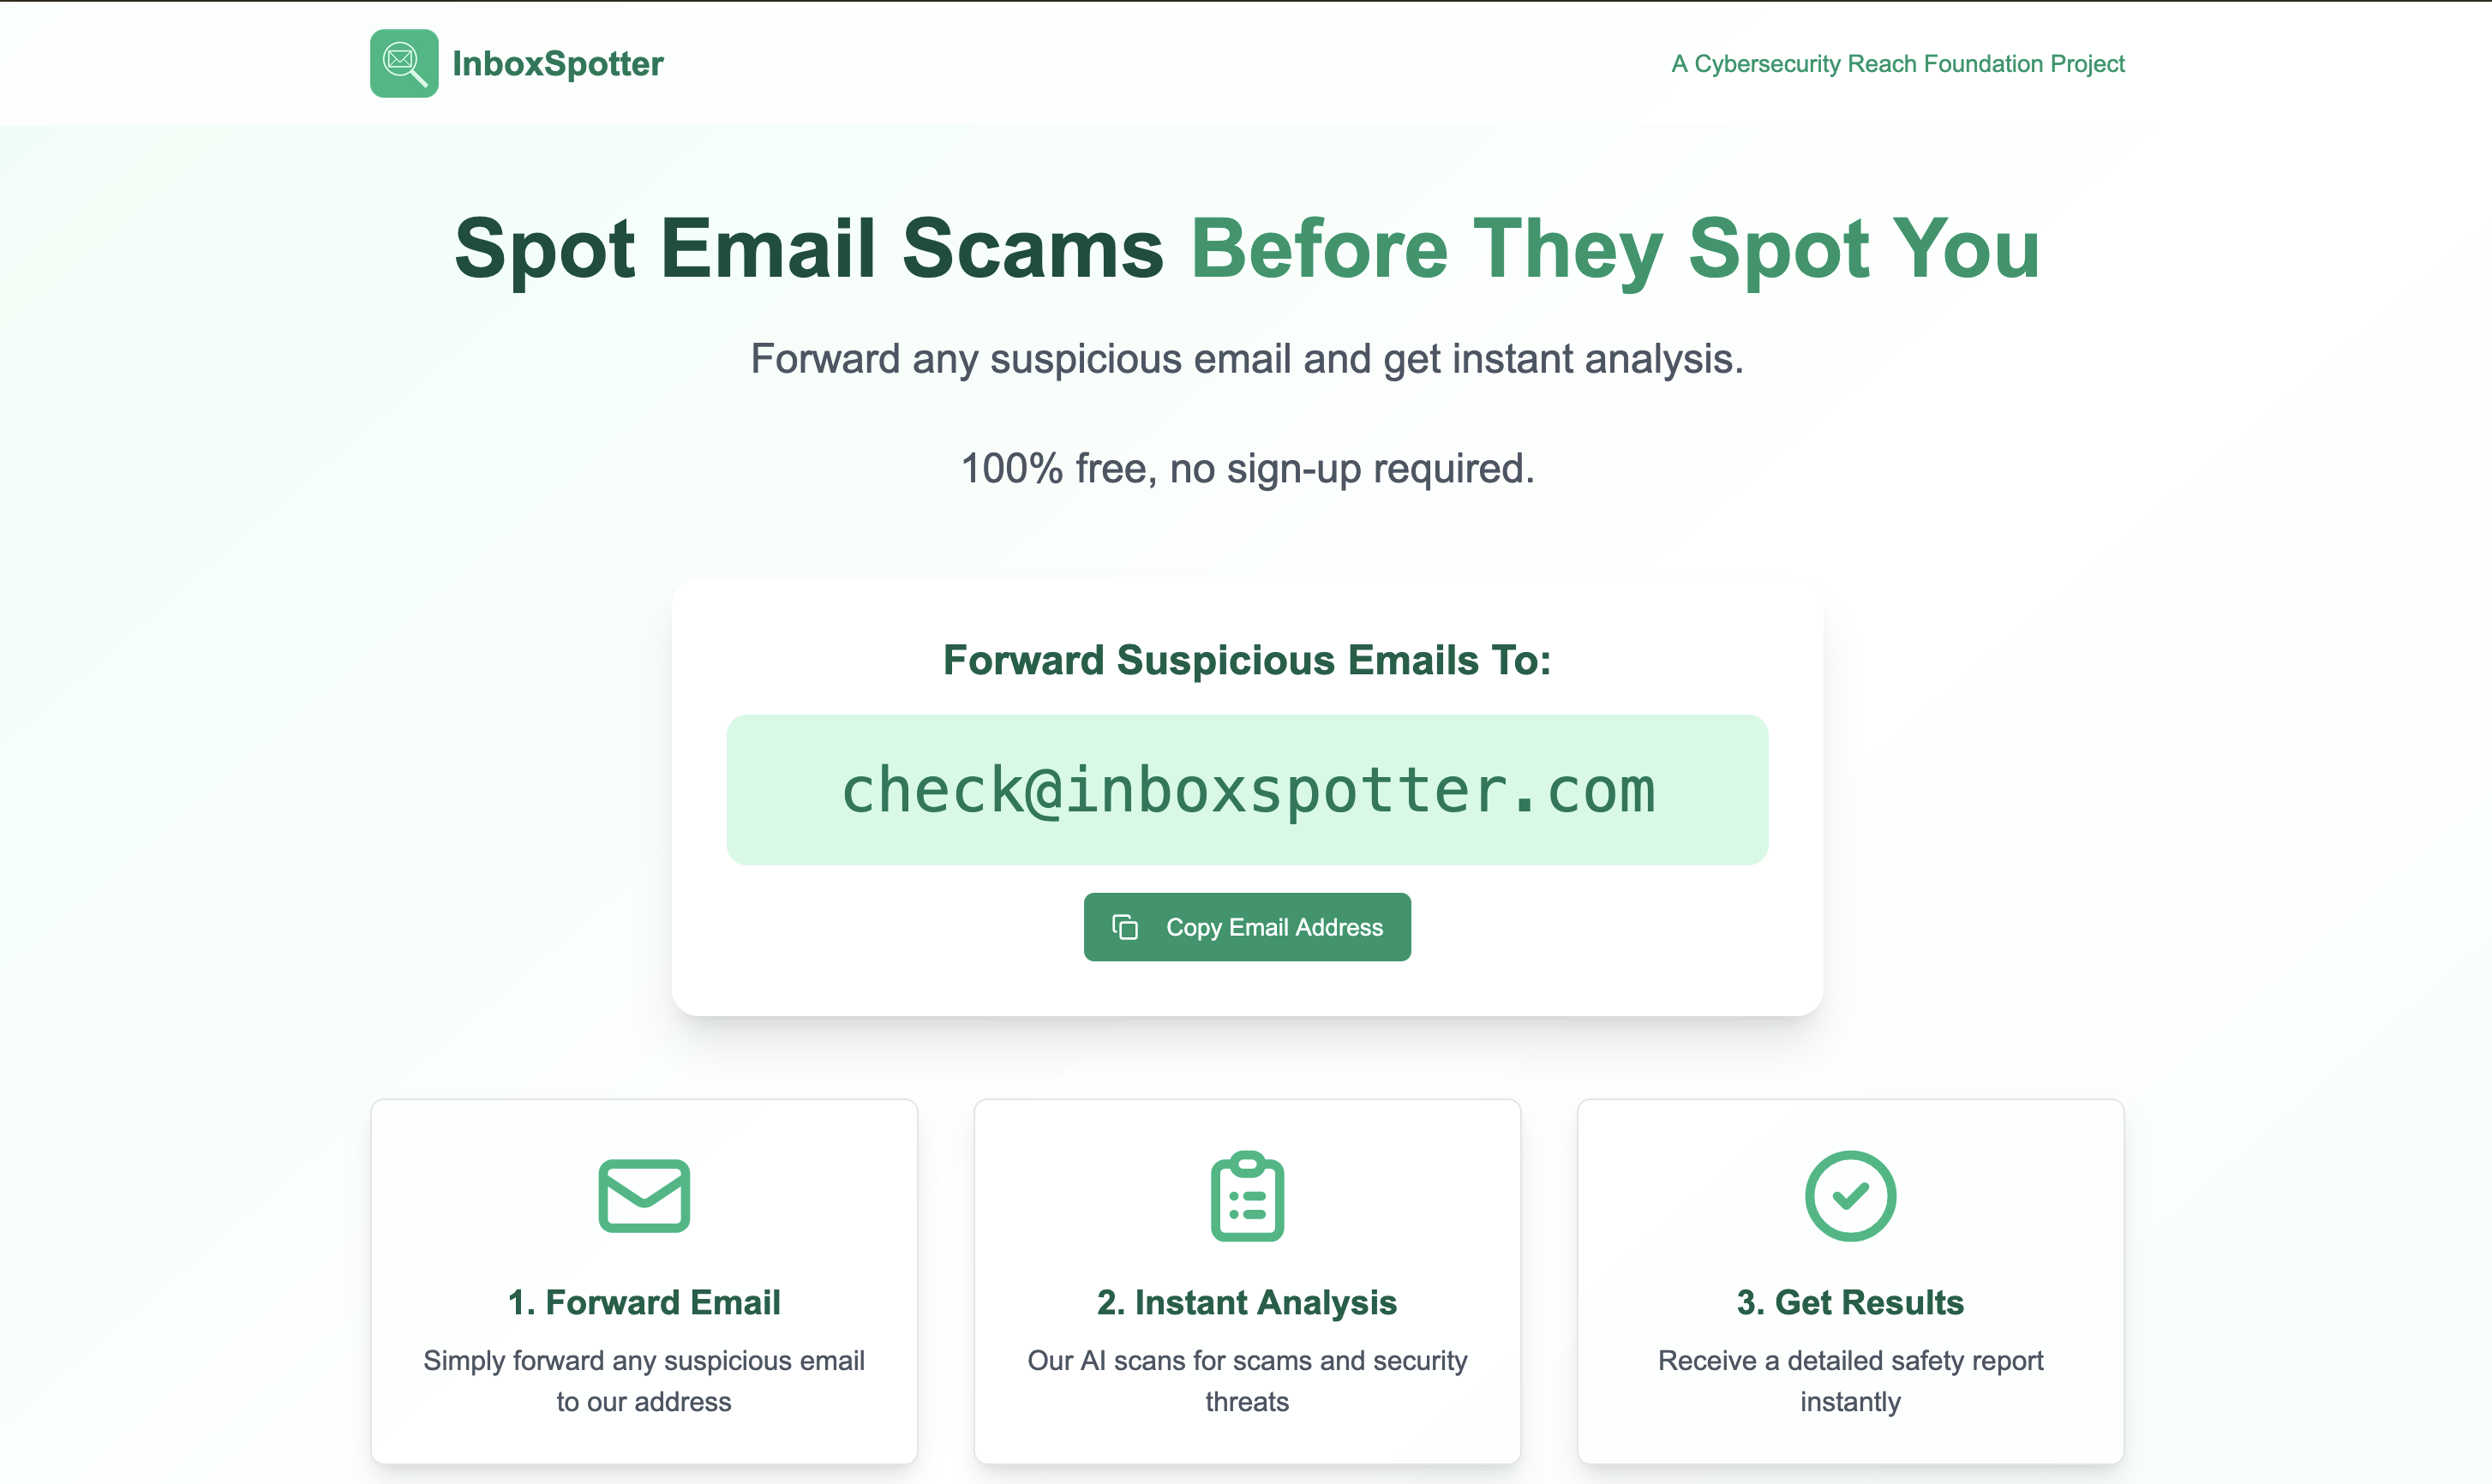 InboxSpotter
A Cybersecurity Reach Foundation Project
Spot Email Scams Before They Spot You
Forward any suspicious email and get instant analysis.
100% free, no sign-up required.
Forward Suspicious Emails To:
check@inboxspotter.com
Copy Email Address
1. Forward Email
Simply forward any suspicious email
to our address
2. Instant Analysis
Our AI scans for scams and security
threats
3. Get Results
Receive a detailed safety report
instantly